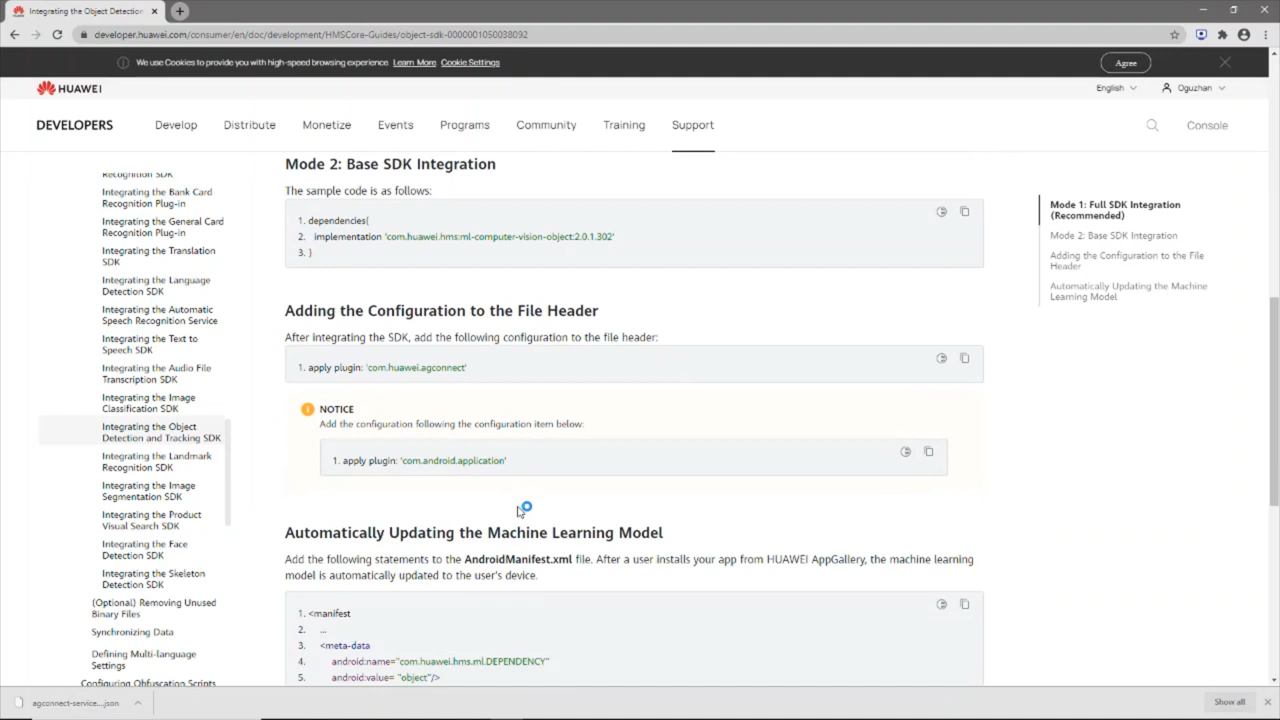 Integrating the Object Detection
developer.huawei.com/consumer/en/doc/development/HMSCore-Guides/object-sdk-0000001050038092
We use Cookies to provide you with high-speed browsing experience. Learn More Cookie Settings
Agree
HUAWEI
English
Oguzhan
DEVELOPERS
Develop
Distribute
Monetize
Events
Programs
Community
Training
Support
Console
Recognition SDK
Integrating the Bank Card
Recognition Plug-in
Integrating the General Card
Recognition Plug-in
Integrating the Translation
SDK
Integrating the Language
Detection SDK
Integrating the Automatic
Speech Recognition Service
Integrating the Text to
Speech SDK
Integrating the Audio File
Transcription SDK
Integrating the Image
Classification SDK
Integrating the Object
Detection and Tracking SDK
Integrating the Landmark
Recognition SDK
Integrating the Image
Segmentation SDK
Integrating the Product
Visual Search SDK
Integrating the Face
Detection SDK
Integrating the Skeleton
Detection SDK
(Optional) Removing Unused
Binary Files
Synchronizing Data
Defining Multi-language
Settings
Configuring Obfuscation Scripts
Mode 2: Base SDK Integration
The sample code is as follows:
1. dependencies{
2. implementation 'com.huawei.hms:ml-computer-vision-object:2.0.1.302'
3. }
Adding the Configuration to the File Header
After integrating the SDK, add the following configuration to the file header:
1. apply plugin: 'com.huawei.agconnect'
NOTICE
Add the configuration following the configuration item below:
1. apply plugin: 'com.android.application'
Automatically Updating the Machine Learning Model
Add the following statements to the AndroidManifest.xml file. After a user installs your app from HUAWEI AppGallery, the machine learning
model is automatically updated to the user's device.
1. <manifest
2. ...
3. <meta-data
4. android:name="com.huawei.hms.ml.DEPENDENCY"
5. android:value= "object"/>
Mode 1: Full SDK Integration
(Recommended)
Mode 2: Base SDK Integration
Adding the Configuration to the File
Header
Automatically Updating the Machine
Learning Model
agconnect-service....json
Show all